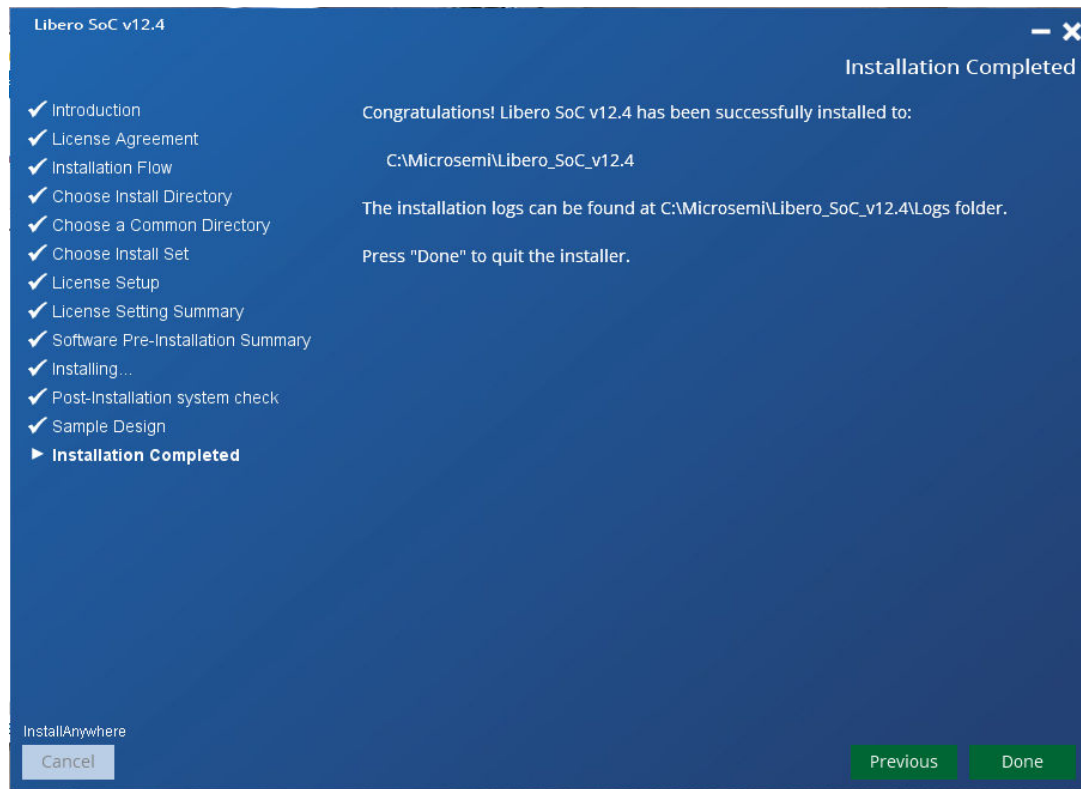 Libero SoC v12.4
Installation Completed
Introduction
License Agreement
Installation Flow
Choose Install Directory
Choose a Common Directory
Choose Install Set
License Setup
License Setting Summary
Software Pre-Installation Summary
Installing...
Post-Installation system check
Sample Design
Installation Completed
Congratulations! Libero SoC v12.4 has been successfully installed to:
C:\Microsemi\Libero_SoC_v12.4
The installation logs can be found at C:\Microsemi\Libero_SoC_v12.4\Logs folder.
Press "Done" to quit the installer.
InstallAnywhere
Cancel
Previous
Done